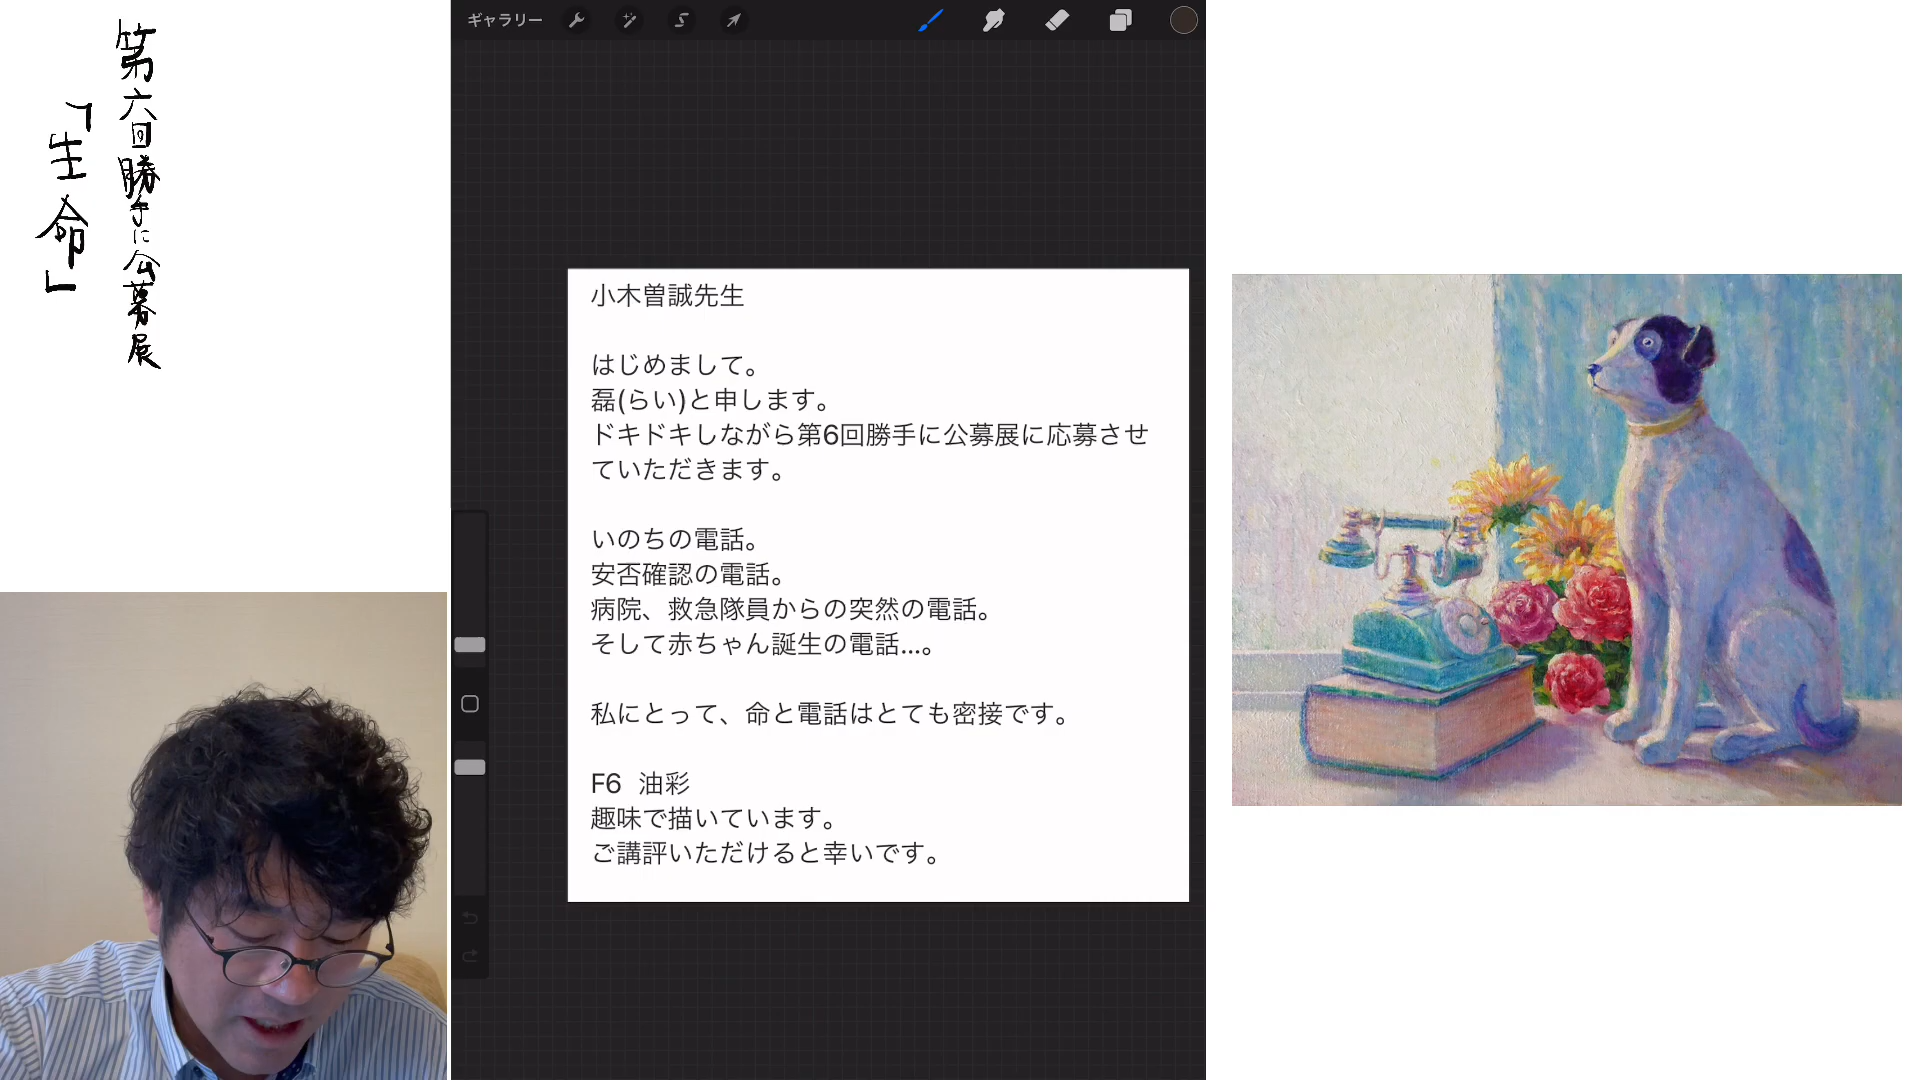 第六回勝手に公募展
「生命」
ギャラリー
小木曽誠先生
はじめまして。
磊(らい)と申します。
ドキドキしながら第6回勝手に公募展に応募させ
ていただきます。
いのちの電話。
安否確認の電話。
病院、救急隊員からの突然の電話。
そして赤ちゃん誕生の電話...。
私にとって、命と電話はとても密接です。
F6 油彩
趣味で描いています。
ご講評いただけると幸いです。